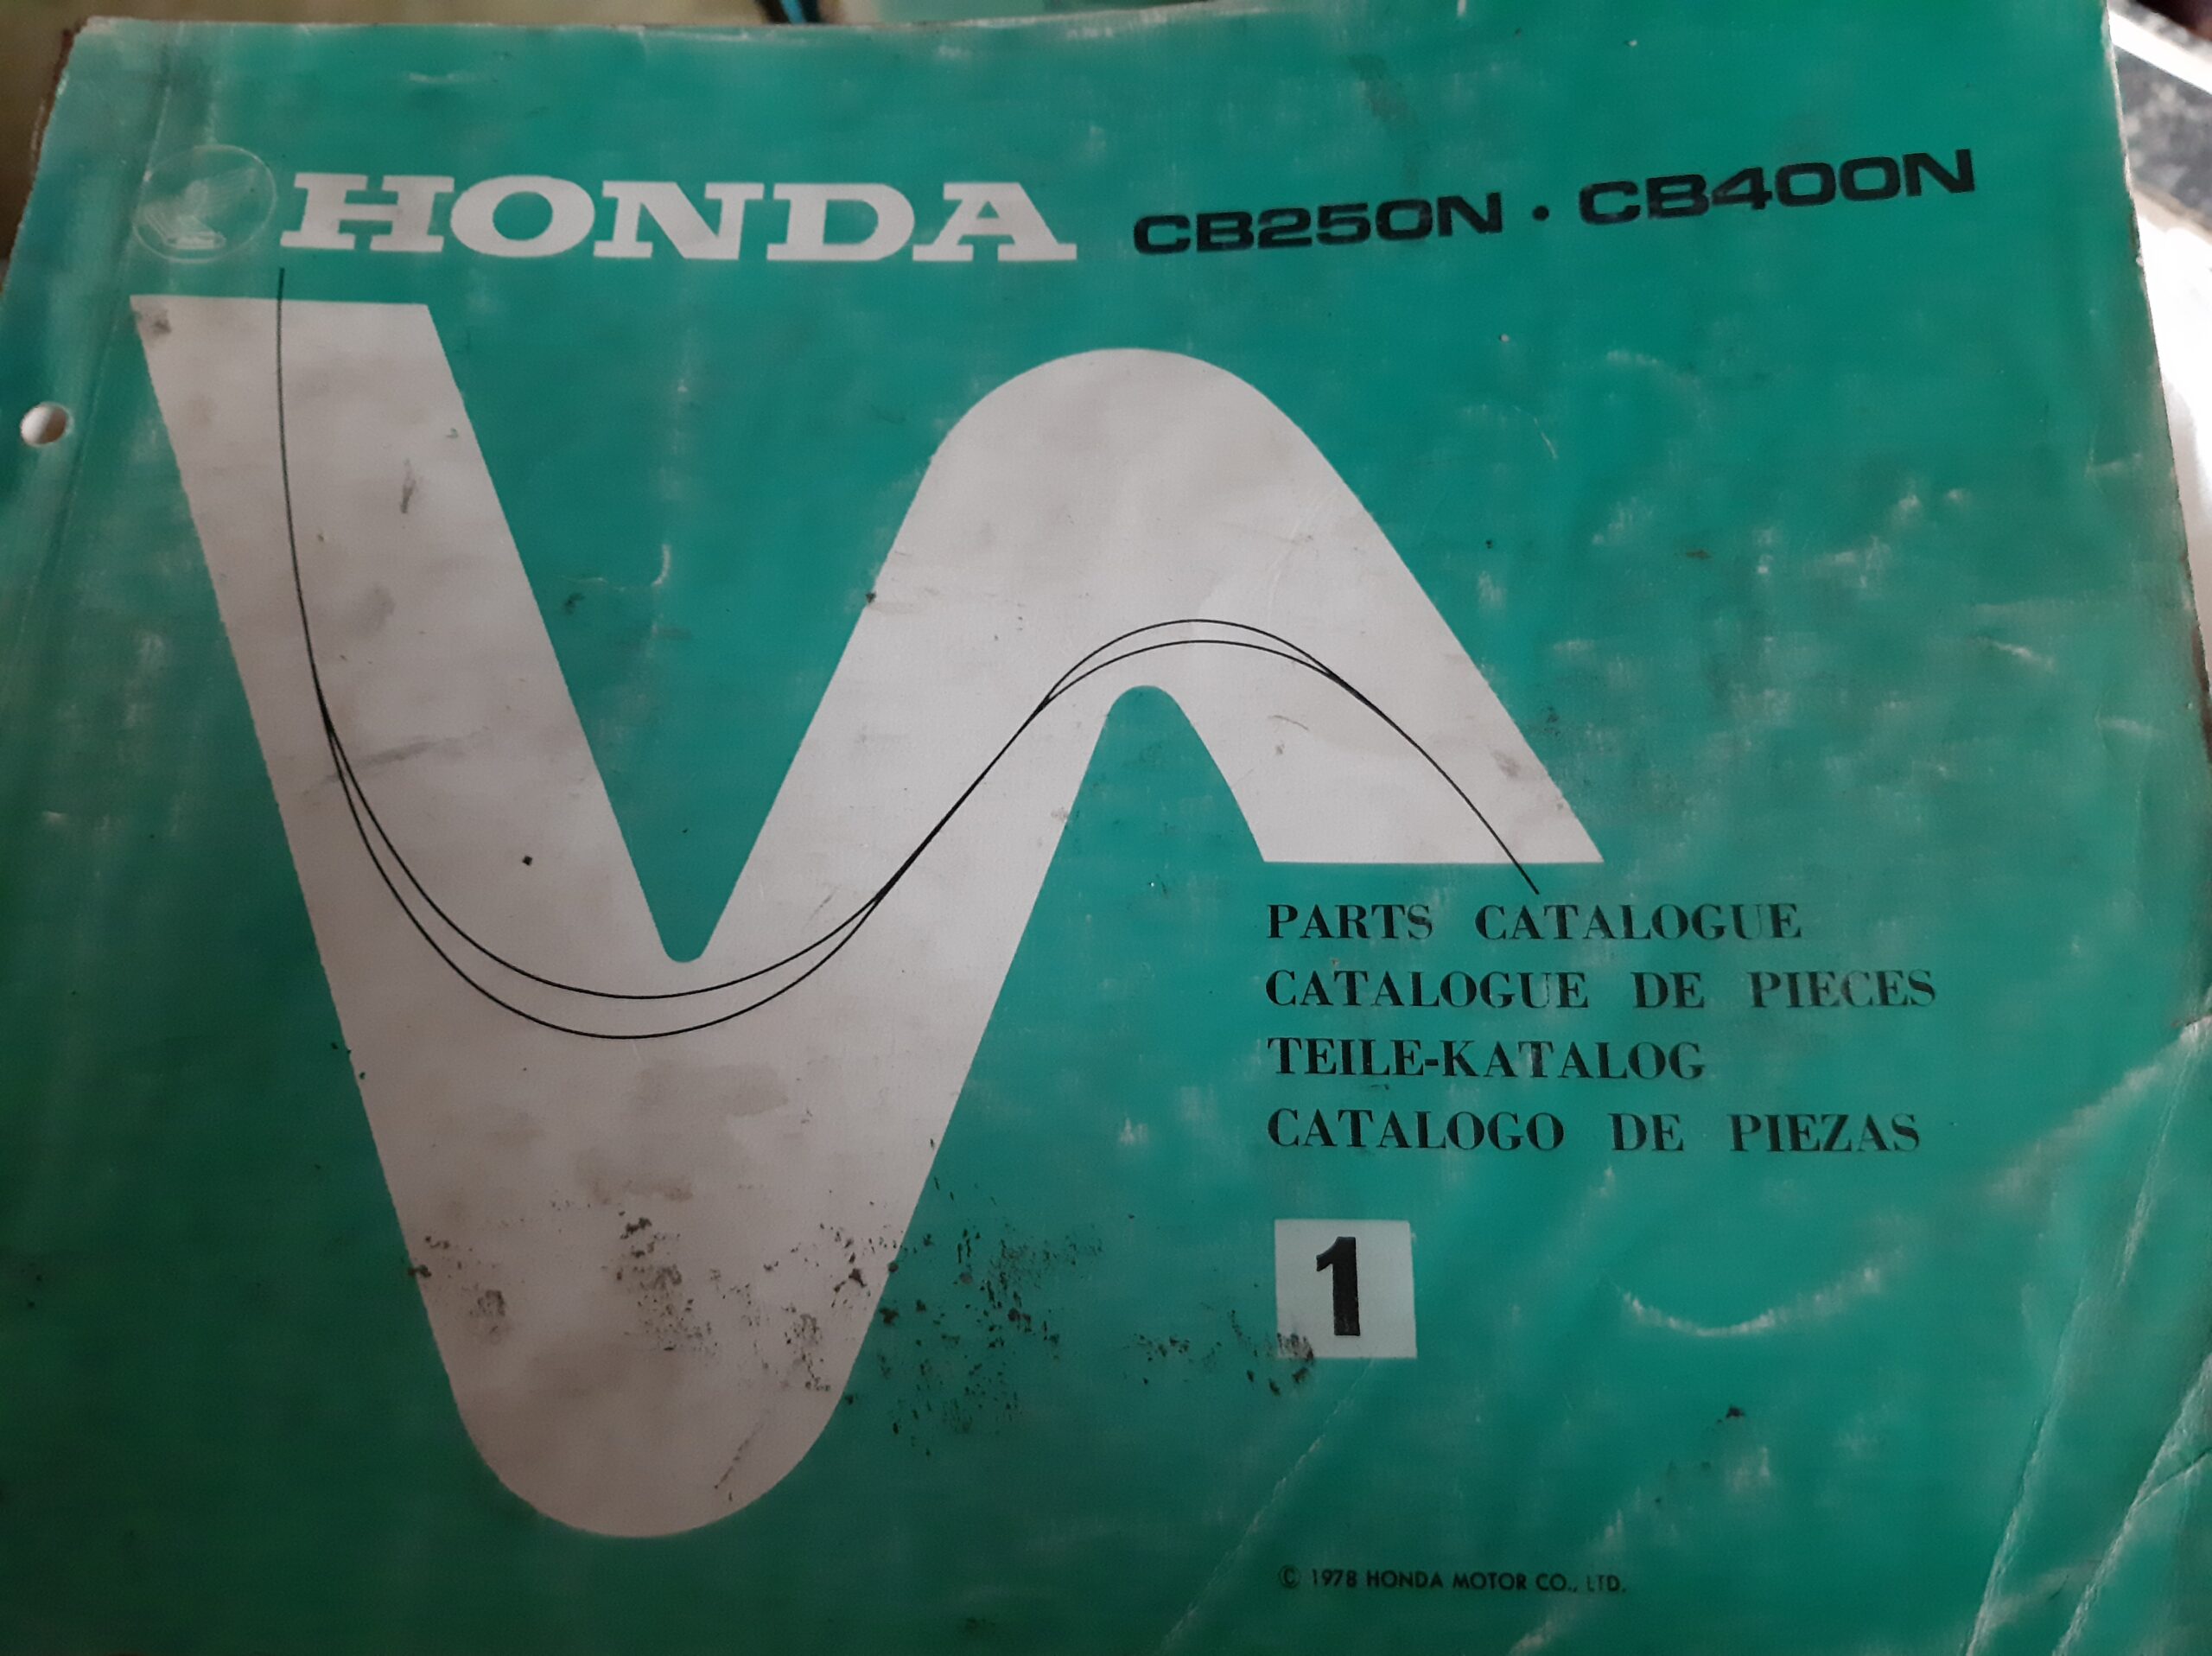 HONDA CB250N · CB400N
PARTS CATALOGUE
CATALOGUE DE PIECES
TEILE-KATALOG
CATALOGO DE PIEZAS
1
© 1978 HONDA MOTOR CO., LTD.